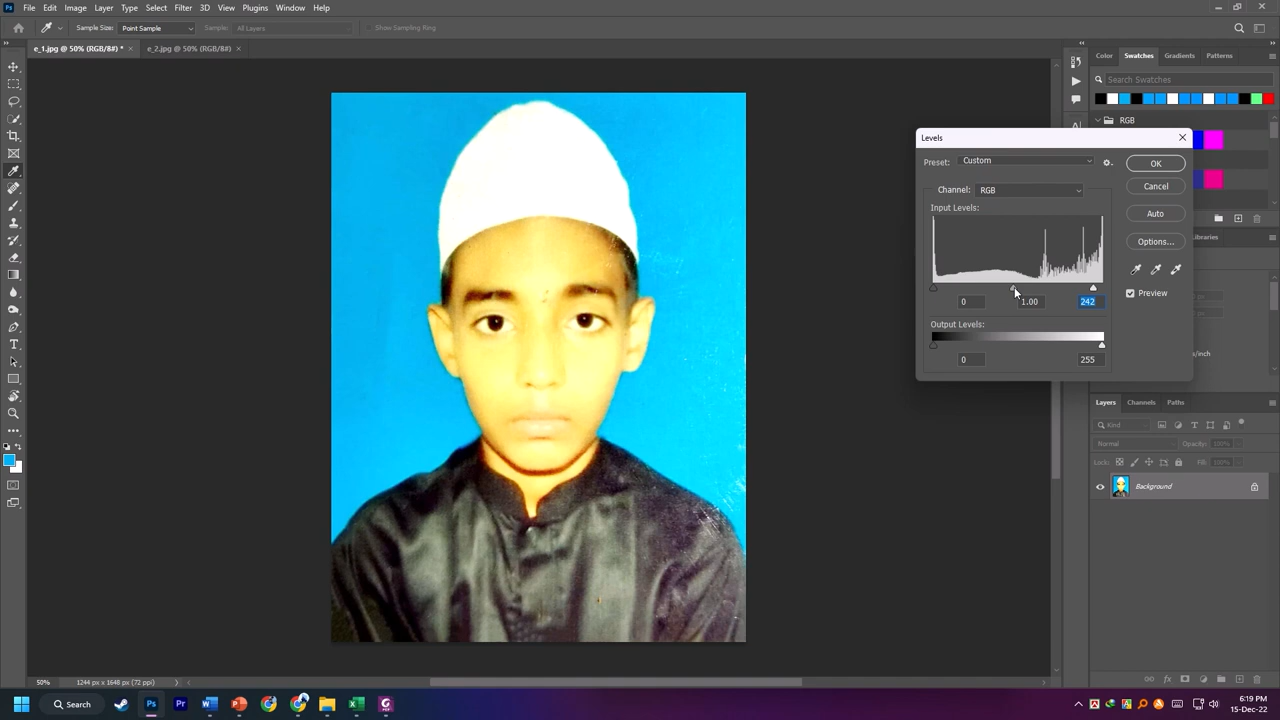 Ps File Edit Image Layer Type Select Filter 3D View Plugins Window Help
Sample Size: Point Sample Sample: All Layers Show Sampling Ring
e_1.jpg @ 50% (RGB/8#) * × e_2.jpg @ 50% (RGB/8#) ×
Color Swatches Gradients Patterns
Search Swatches
RGB
Levels
Preset: Custom OK
Channel: RGB Cancel
Input Levels:
Auto
Options...
Preview
0 1.00 242
Output Levels:
0 255
Libraries
s/inch
Layers Channels Paths
Kind
Normal Opacity: 100%
Lock: Fill: 100%
Background
50% 1244 px x 1648 px (72 ppi)
Search
6:19 PM
15-Dec-22